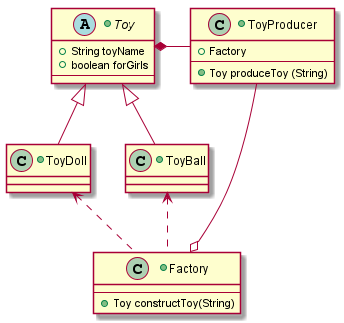 A Toy
String toyName
boolean forGirls
C ToyProducer
Factory
Toy produceToy (String)
C ToyDoll
C ToyBall
C Factory
Toy constructToy(String)